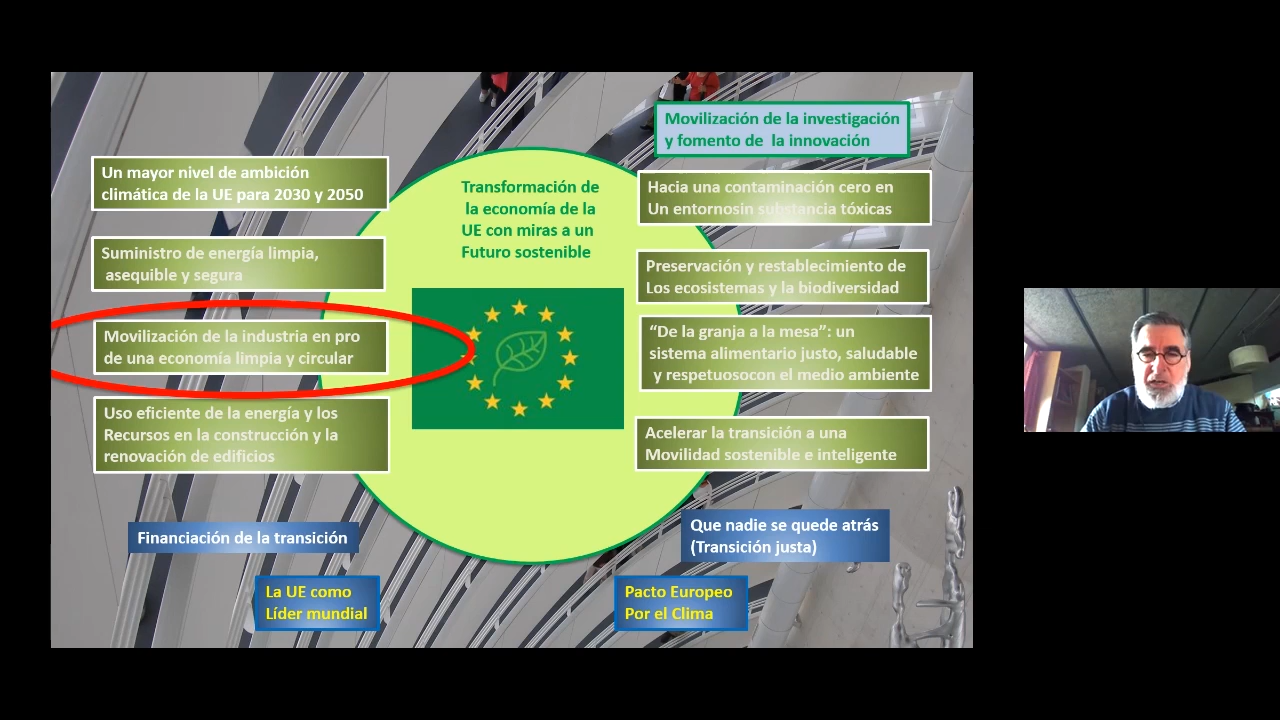 Movilización de la investigación
y fomento de la innovación
Un mayor nivel de ambición
climática de la UE para 2030 y 2050
Suministro de energía limpia,
asequible y segura
Movilización de la industria en pro
de una economía limpia y circular
Uso eficiente de la energía y los
Recursos en la construcción y la
renovación de edificios
Transformación de
la economía de la
UE con miras a un
Futuro sostenible
Hacia una contaminación cero en
Un entornosin substancia tóxicas
Preservación y restablecimiento de
Los ecosistemas y la biodiversidad
“De la granja a la mesa”: un
sistema alimentario justo, saludable
y respetuosocon el medio ambiente
Acelerar la transición a una
Movilidad sostenible e inteligente
Financiación de la transición
Que nadie se quede atrás
(Transición justa)
La UE como
Líder mundial
Pacto Europeo
Por el Clima